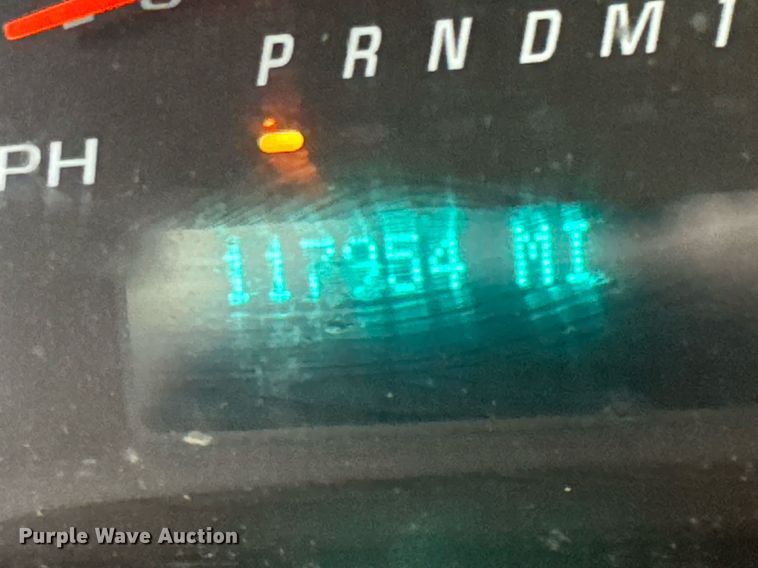 P R N D M 1
PH
117954 MI
Purple Wave Auction